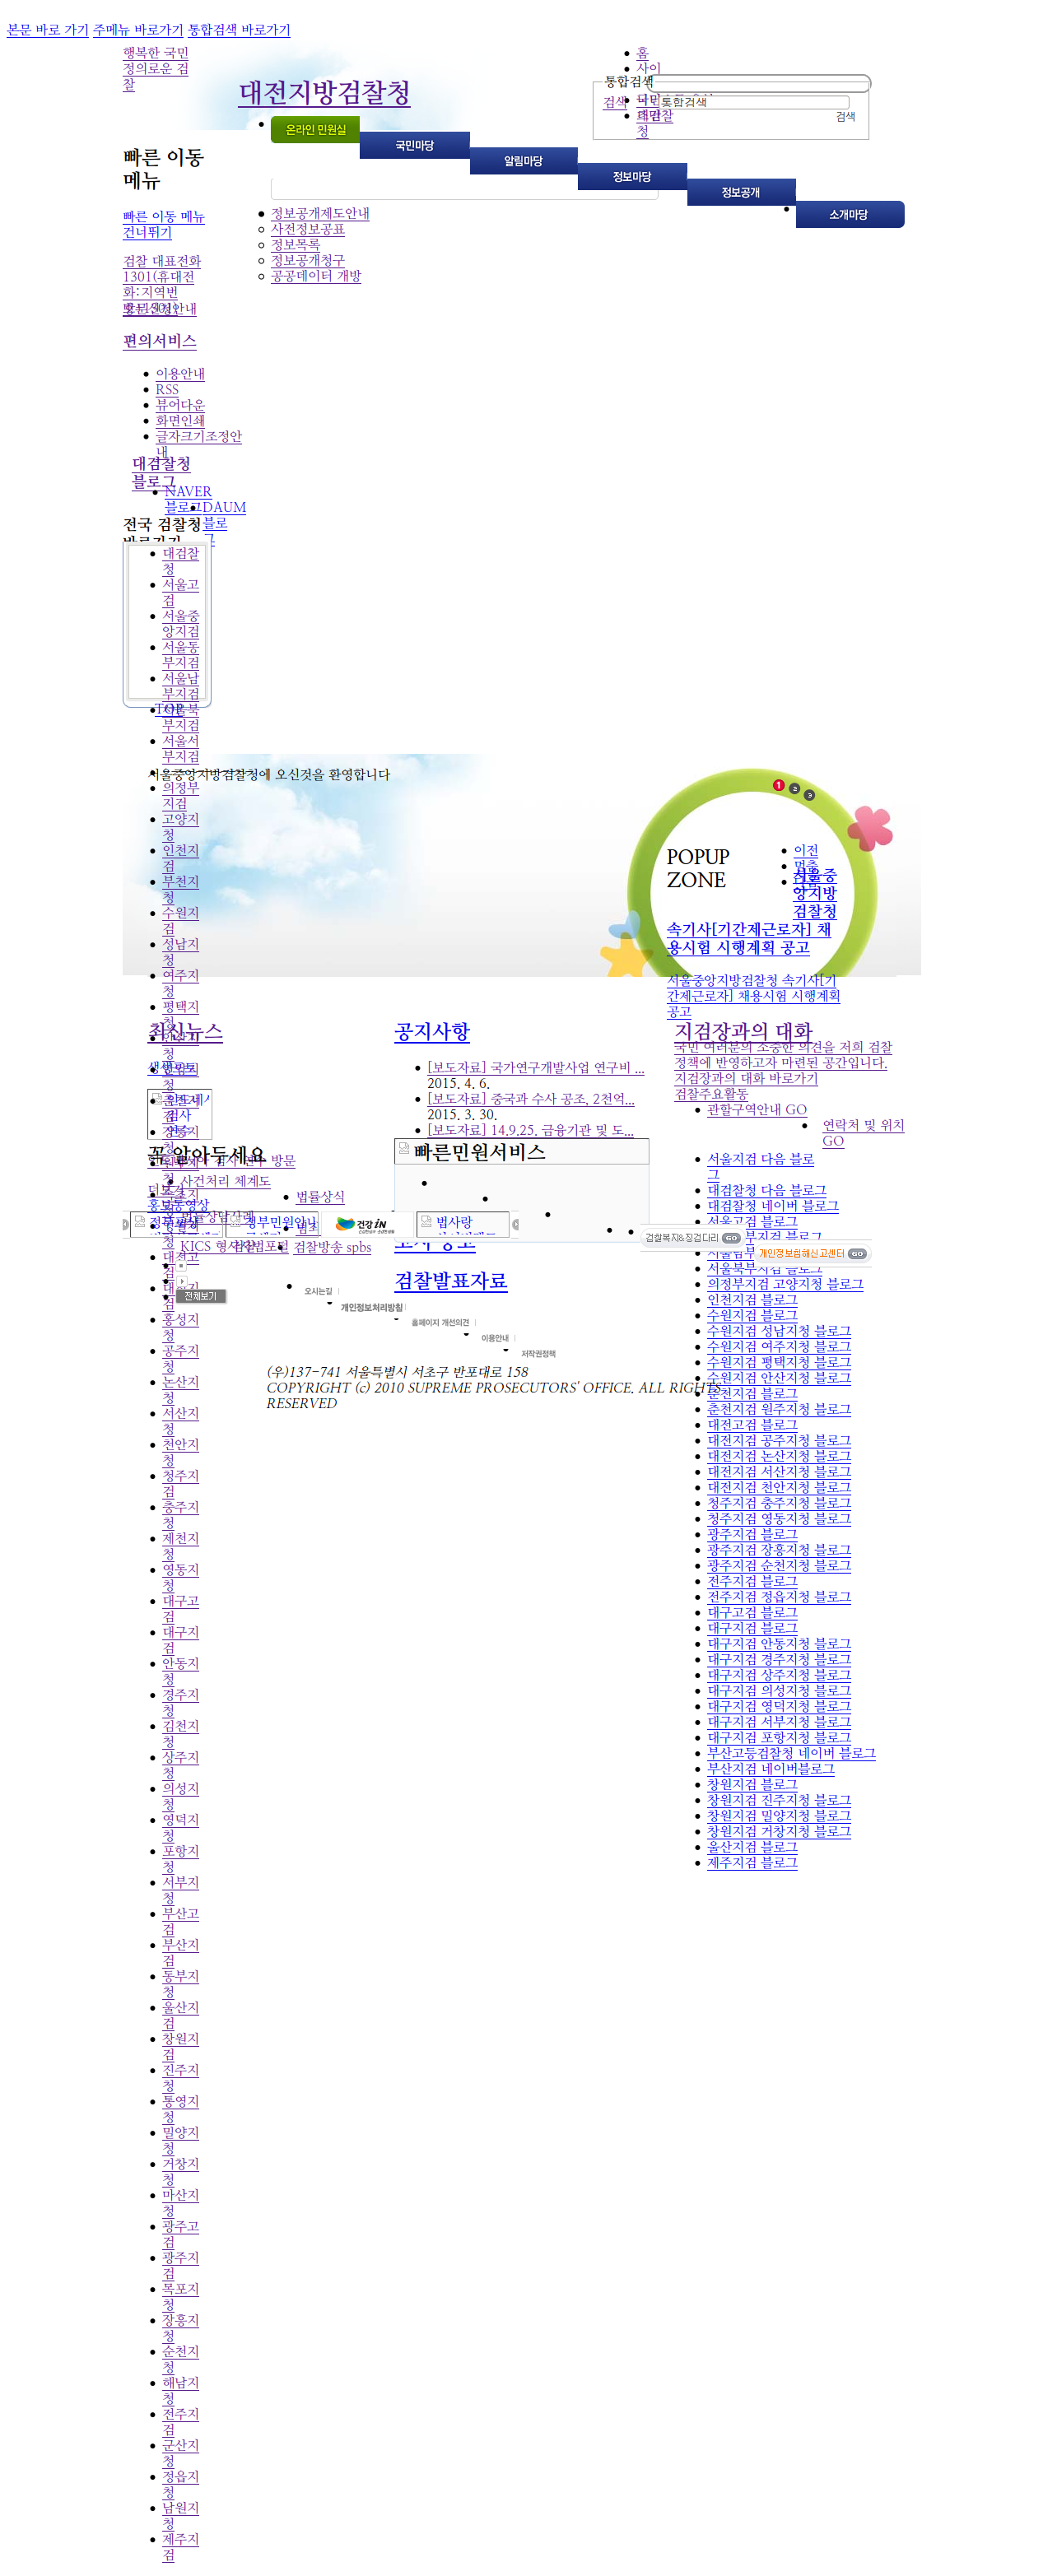 본문 바로 가기 주메뉴 바로가기 통합검색 바로가기
행복한 국민
정의로운 검
찰
대전지방검찰청
홈
사이
통합검색
검색
통합검색
검색
대검찰
청
온라인 민원실
국민마당
알림마당
정보마당
정보공개
소개마당
정보공개제도안내
사전정보공표
정보목록
정보공개청구
공공데이터 개방
빠른 이동
메뉴
빠른 이동 메뉴
건너뛰기
검찰 대표전화
1301(휴대전
화:지역번
편의서비스
이용안내
RSS
뷰어다운
화면인쇄
글자크기조정안
내
대검찰청
블로그
NAVER
블로그
DAUM
블로
그
전국 검찰청
바로가기
대검찰
청
서울고
검
서울중
앙지검
서울동
부지검
서울남
부지검
서울북
부지검
TOP
서울서
부지검
의정부
지검
고양지
청
인천지
검
부천지
청
수원지
검
성남지
청
여주지
청
평택지
청
서울중앙지방검찰청에 오신것을 환영합니다
1 2 3
POPUP
ZONE
이전
멈춤
서울중
앙지방
검찰청
속기사[기간제근로자] 채
용시험 시행계획 공고
서울중앙지방검찰청 속기사[기
간제근로자] 채용시험 시행계획
공고
최신뉴스
공지사항
[보도자료] 국가연구개발사업 연구비 ...
2015. 4. 6.
[보도자료] 중국과 수사 공조, 2천억...
2015. 3. 30.
[보도자료] 14.9.25. 금융기관 및 도...
빠른민원서비스
지검장과의 대화
국민 여러분의 소중한 의견을 저희 검찰
정책에 반영하고자 마련된 공간입니다.
지검장과의 대화 바로가기
검찰주요활동
관할구역안내 GO
연락처 및 위치
GO
꼭 알아두세요
사건처리 체계도
법률상식
홍보동영상
법률상담사례
KICS 형사
검찰방송 spbs
정부민원안내
건강iN
법사랑
검찰복지&장검다리 GO
개인정보침해신고센터 GO
검찰발표자료
전체보기
오시는길
개인정보처리방침
홈페이지 개선의견
이용안내
저작권정책
(우)137-741 서울특별시 서초구 반포대로 158
COPYRIGHT (c) 2010 SUPREME PROSECUTORS' OFFICE. ALL RIGHTS
RESERVED
서울지검 다음 블로
그
대검찰청 다음 블로그
대검찰청 네이버 블로그
서울고검 블로그
서울북부지검 블로그
의정부지검 고양지청 블로그
인천지검 블로그
수원지검 블로그
수원지검 성남지청 블로그
수원지검 여주지청 블로그
수원지검 평택지청 블로그
수원지검 안산지청 블로그
춘천지검 블로그
춘천지검 원주지청 블로그
대전고검 블로그
대전지검 공주지청 블로그
대전지검 논산지청 블로그
대전지검 서산지청 블로그
대전지검 천안지청 블로그
청주지검 충주지청 블로그
청주지검 영동지청 블로그
광주지검 블로그
광주지검 장흥지청 블로그
광주지검 순천지청 블로그
전주지검 블로그
전주지검 정읍지청 블로그
대구고검 블로그
대구지검 블로그
대구지검 안동지청 블로그
대구지검 경주지청 블로그
대구지검 상주지청 블로그
대구지검 의성지청 블로그
대구지검 영덕지청 블로그
대구지검 서부지청 블로그
대구지검 포항지청 블로그
부산고등검찰청 네이버 블로그
부산지검 네이버블로그
창원지검 블로그
창원지검 진주지청 블로그
창원지검 밀양지청 블로그
창원지검 거창지청 블로그
울산지검 블로그
제주지검 블로그
홍성지
청
공주지
청
논산지
청
서산지
청
천안지
청
청주지
검
충주지
청
제천지
청
영동지
청
대구고
검
대구지
검
안동지
청
경주지
청
김천지
청
상주지
청
의성지
청
영덕지
청
포항지
청
서부지
청
부산고
검
부산지
검
동부지
청
울산지
검
창원지
검
진주지
청
통영지
청
밀양지
청
거창지
청
마산지
청
광주고
검
광주지
검
목포지
청
장흥지
청
순천지
청
해남지
청
전주지
검
군산지
청
정읍지
청
남원지
청
제주지
검